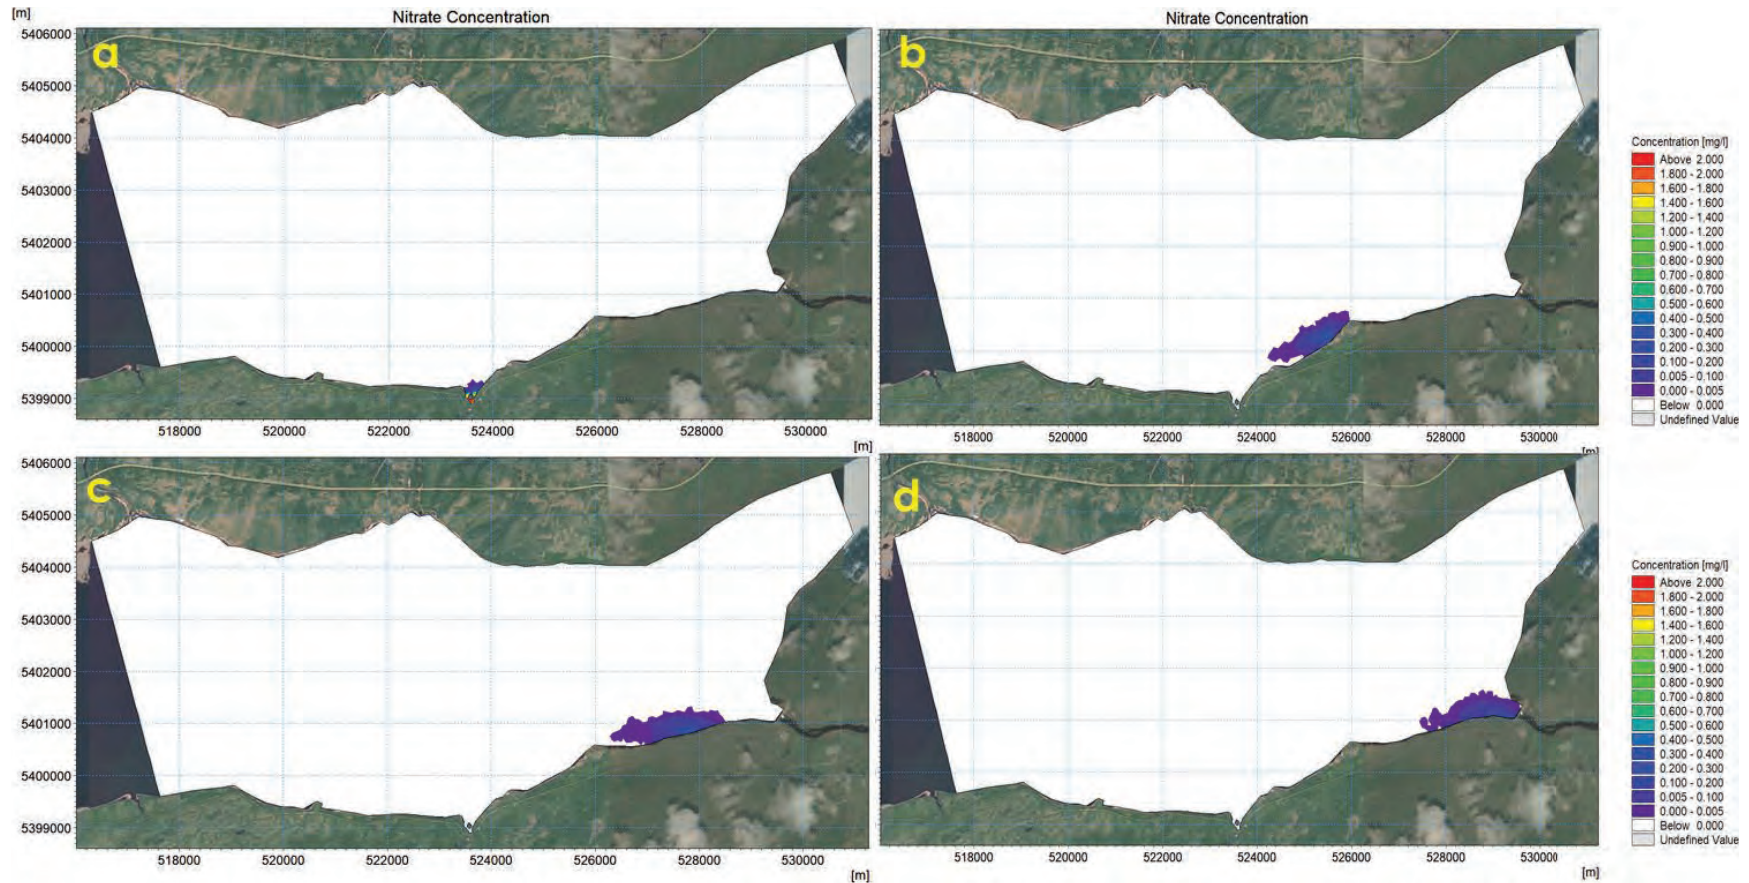 [m]
Nitrate Concentration
Nitrate Concentration
a
b
5406000
5405000
5404000
5403000
5402000
5401000
5400000
5399000
518000 520000 522000 524000 526000 528000 530000
[m]
518000 520000 522000 524000 526000 528000 530000
[m]
Concentration [mg/l]
Above 2.000
1.800 - 2.000
1.600 - 1.800
1.400 - 1.600
1.200 - 1.400
1.000 - 1.200
0.900 - 1.000
0.800 - 0.900
0.700 - 0.800
0.600 - 0.700
0.500 - 0.600
0.400 - 0.500
0.300 - 0.400
0.200 - 0.300
0.100 - 0.200
0.005 - 0.100
0.000 - 0.005
Below 0.000
Undefined Value
c
d
5406000
5405000
5404000
5403000
5402000
5401000
5400000
5399000
518000 520000 522000 524000 526000 528000 530000
[m]
518000 520000 522000 524000 526000 528000 530000
[m]
Concentration [mg/l]
Above 2.000
1.800 - 2.000
1.600 - 1.800
1.400 - 1.600
1.200 - 1.400
1.000 - 1.200
0.900 - 1.000
0.800 - 0.900
0.700 - 0.800
0.600 - 0.700
0.500 - 0.600
0.400 - 0.500
0.300 - 0.400
0.200 - 0.300
0.100 - 0.200
0.005 - 0.100
0.000 - 0.005
Below 0.000
Undefined Value